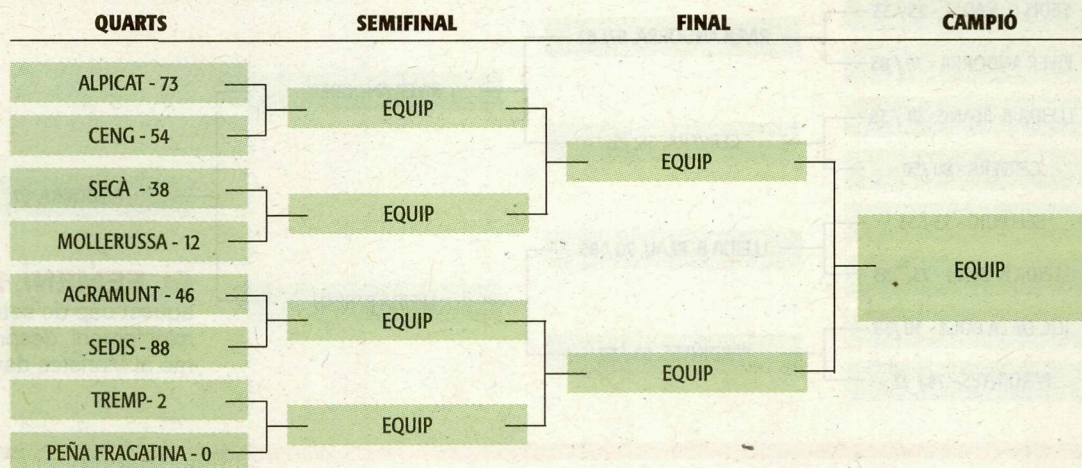 QUARTS SEMIFINAL FINAL CAMPIÓ
ALPICAT - 73
EQUIP
CENG - 54
EQUIP
SECÀ - 38
EQUIP
MOLLERUSSA - 12
EQUIP
AGRAMUNT - 46
EQUIP
SEDIS - 88
EQUIP
TREMP- 2
EQUIP
PEÑA FRAGATINA - 0